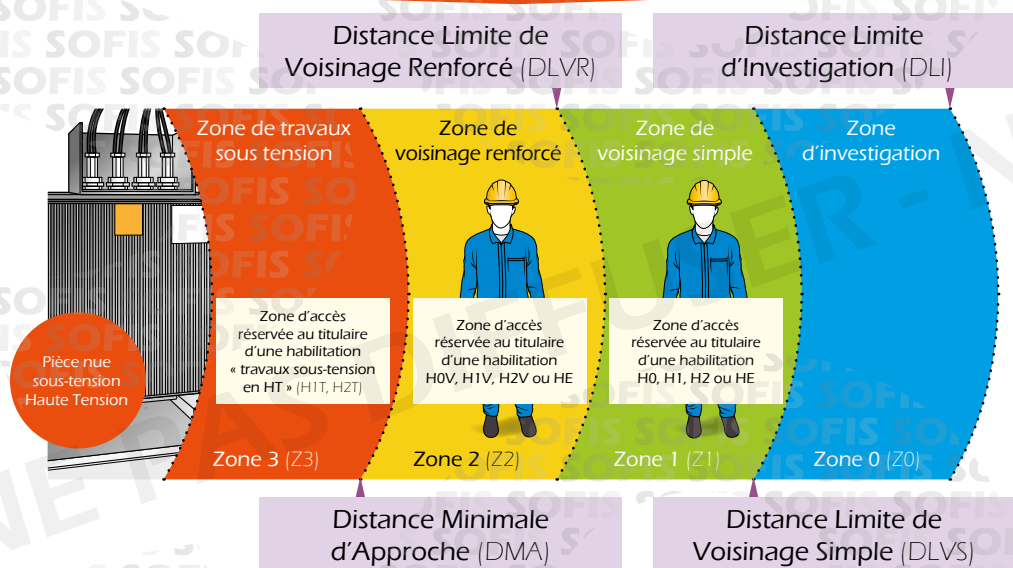 Distance Limite de
Voisinage Renforcé (DLVR)
Distance Limite
d'Investigation (DLI)
Zone de travaux
sous tension
Zone de
voisinage renforcé
Zone de
voisinage simple
Zone
d'investigation
Pièce nue
sous-tension
Haute Tension
Zone d'accès
réservée au titulaire
d'une habilitation
« travaux sous-tension
en HT » (H1T, H2T)
Zone d'accès
réservée au titulaire
d'une habilitation
H0V, H1V, H2V ou HE
Zone d'accès
réservée au titulaire
d'une habilitation
H0, H1, H2 ou HE
Zone 3 (Z3)
Zone 2 (Z2)
Zone 1 (Z1)
Zone 0 (Z0)
Distance Minimale
d'Approche (DMA)
Distance Limite de
Voisinage Simple (DLVS)
NE PAS DIFFUSER - N
SOFIS